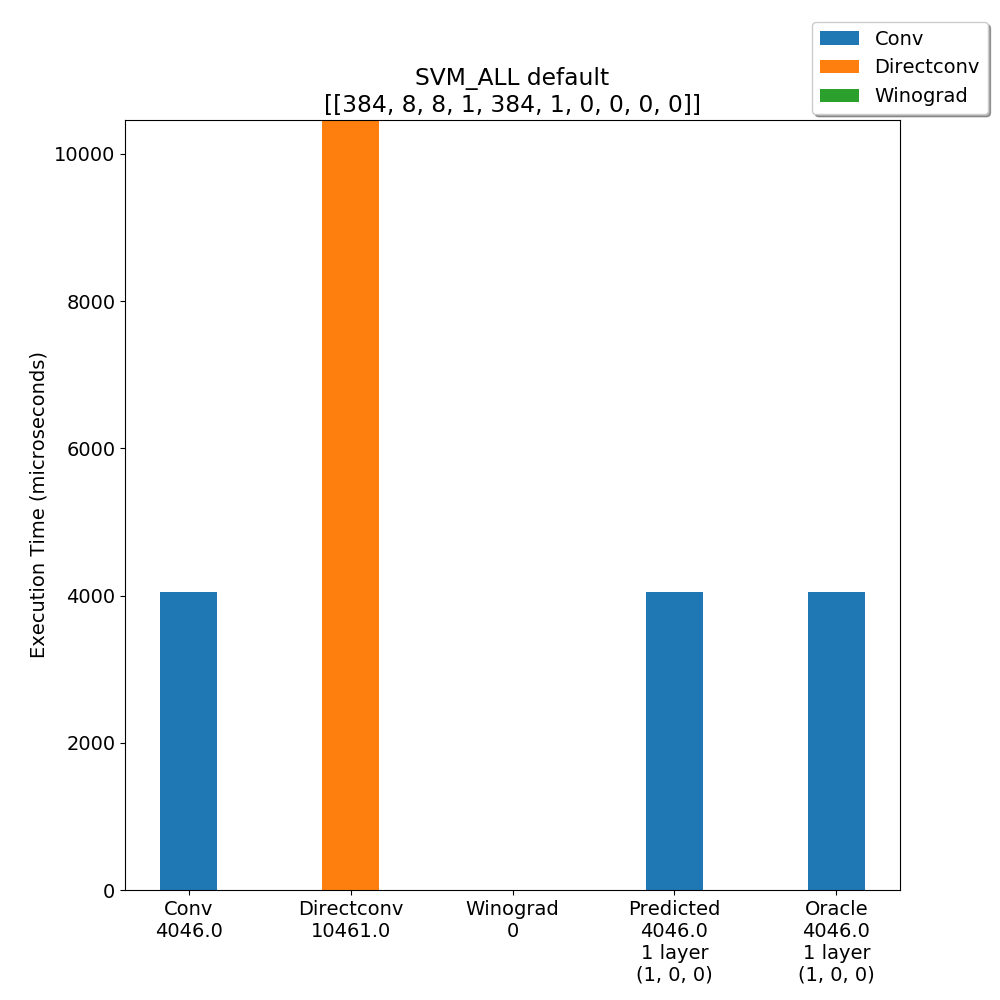 Conv
Directconv
Winograd
SVM_ALL default
[[384, 8, 8, 1, 384, 1, 0, 0, 0, 0]]
Execution Time (microseconds)
10000
8000
6000
4000
2000
0
Conv
4046.0
Directconv
10461.0
Winograd
0
Predicted
4046.0
1 layer
(1, 0, 0)
Oracle
4046.0
1 layer
(1, 0, 0)